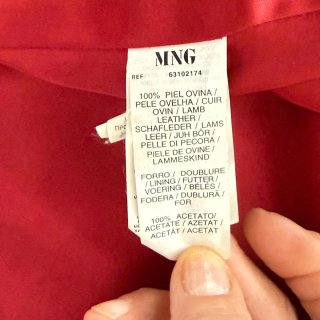 MNG
REF 63102174
100% PIEL OVINA /
PELE OVELHA / CUIR
OVIN / LAMB
LEATHER /
SCHAFLEDER / LAMS
LEER / JUH BŐR /
PELLE DI PECORA /
PIELE DE OVINE /
LAMMESKIND
FORRO / DOUBLURE
/ LINING / FUTTER /
VOERING / BÉLÉS /
FODERA / DUBLURĂ /
FOR
100% ACETATO/
ACETATE / AZETAT /
ACETAT / ACETAT